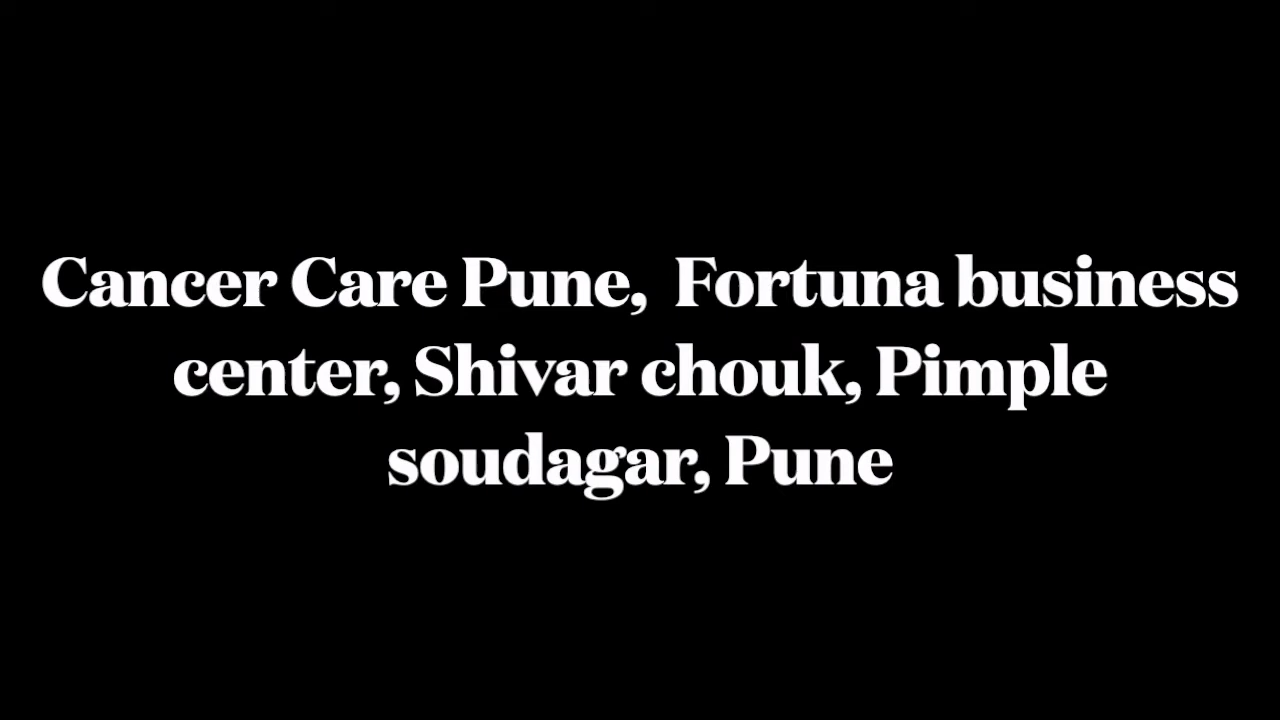 Cancer Care Pune,  Fortuna business
center, Shivar chouk, Pimple
soudagar, Pune